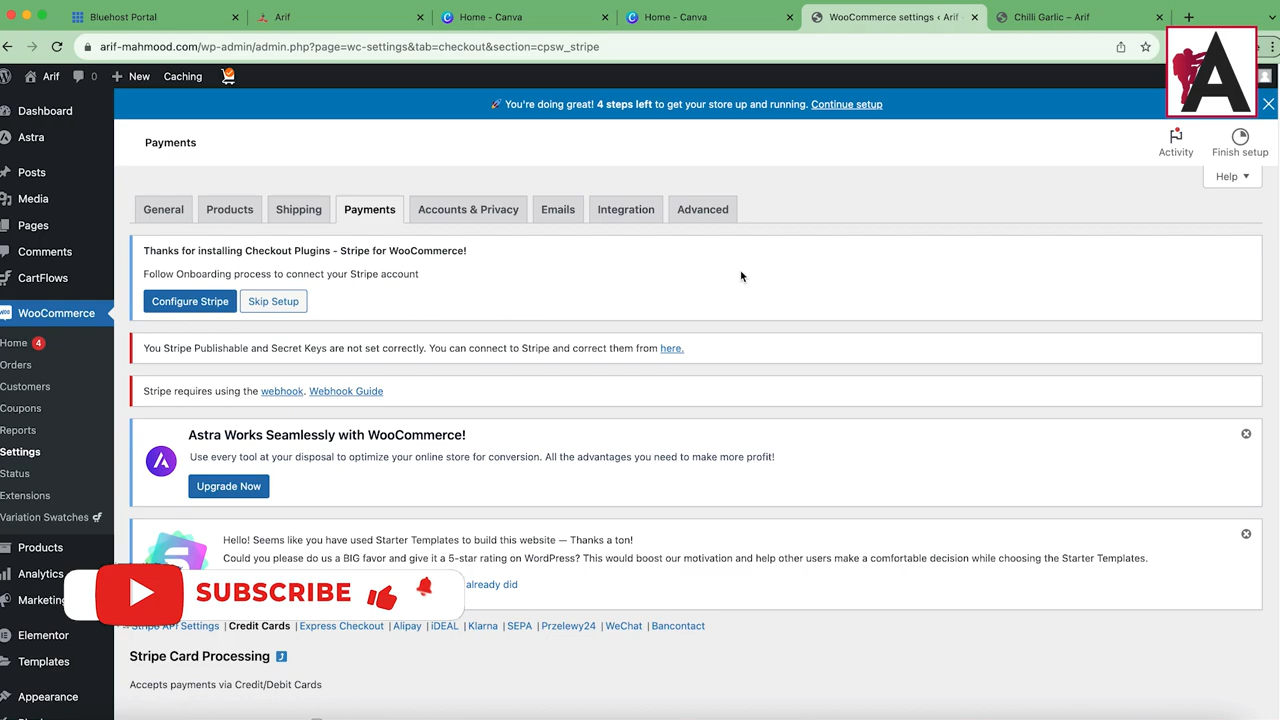 Bluehost Portal
Arif
Home - Canva
Home - Canva
WooCommerce settings ‹ Arif
Chilli Garlic – Arif
arif-mahmood.com/wp-admin/admin.php?page=wc-settings&tab=checkout&section=cpsw_stripe
Arif
0
New
Caching
A
🚀 You're doing great! 4 steps left to get your store up and running. Continue setup
Payments
Activity
Finish setup
Help
Dashboard
Astra
Posts
Media
Pages
Comments
CartFlows
WooCommerce
Home 4
Orders
Customers
Coupons
Reports
Settings
Status
Extensions
Variation Swatches
Products
Analytics
Marketing
Elementor
Templates
Appearance
General
Products
Shipping
Payments
Accounts & Privacy
Emails
Integration
Advanced
Thanks for installing Checkout Plugins - Stripe for WooCommerce!
Follow Onboarding process to connect your Stripe account
Configure Stripe
Skip Setup
You Stripe Publishable and Secret Keys are not set correctly. You can connect to Stripe and correct them from here.
Stripe requires using the webhook. Webhook Guide
Astra Works Seamlessly with WooCommerce!
Use every tool at your disposal to optimize your online store for conversion. All the advantages you need to make more profit!
Upgrade Now
Hello! Seems like you have used Starter Templates to build this website — Thanks a ton!
Could you please do us a BIG favor and give it a 5-star rating on WordPress? This would boost our motivation and help other users make a comfortable decision while choosing the Starter Templates.
already did
SUBSCRIBE
Stripe API Settings | Credit Cards | Express Checkout | Alipay | iDEAL | Klarna | SEPA | Przelewy24 | WeChat | Bancontact
Stripe Card Processing
Accepts payments via Credit/Debit Cards